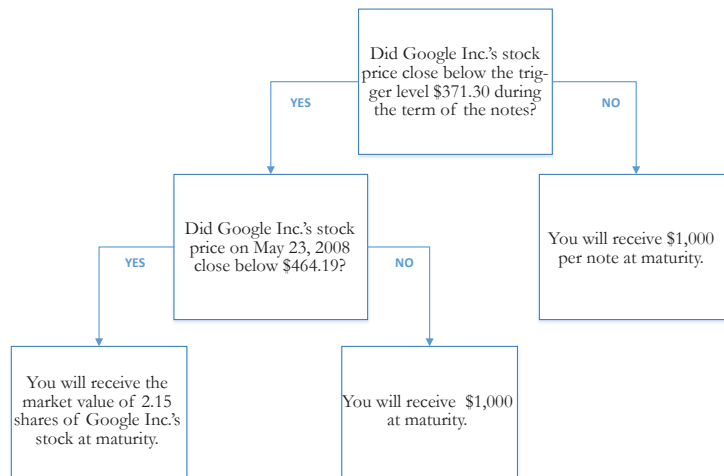 Did Google Inc.'s stock
price close below the trig-
ger level $371.30 during
the term of the notes?
YES
NO
Did Google Inc.'s stock
price on May 23, 2008
close below $464.19?
You will receive $1,000
per note at maturity.
YES
NO
You will receive the
market value of 2.15
shares of Google Inc.'s
stock at maturity.
You will receive $1,000
at maturity.